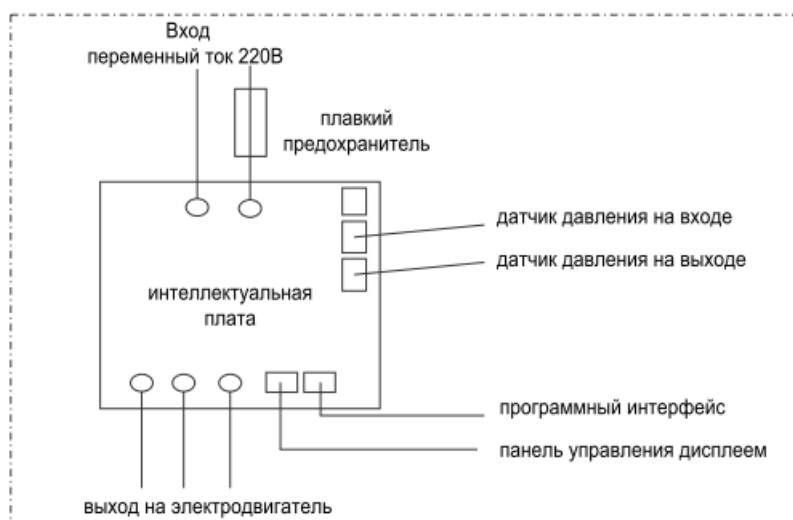 Вход
переменный ток 220В
плавкий
предохранитель
датчик давления на входе
датчик давления на выходе
интеллектуальная
плата
программный интерфейс
панель управления дисплеем
выход на электродвигатель